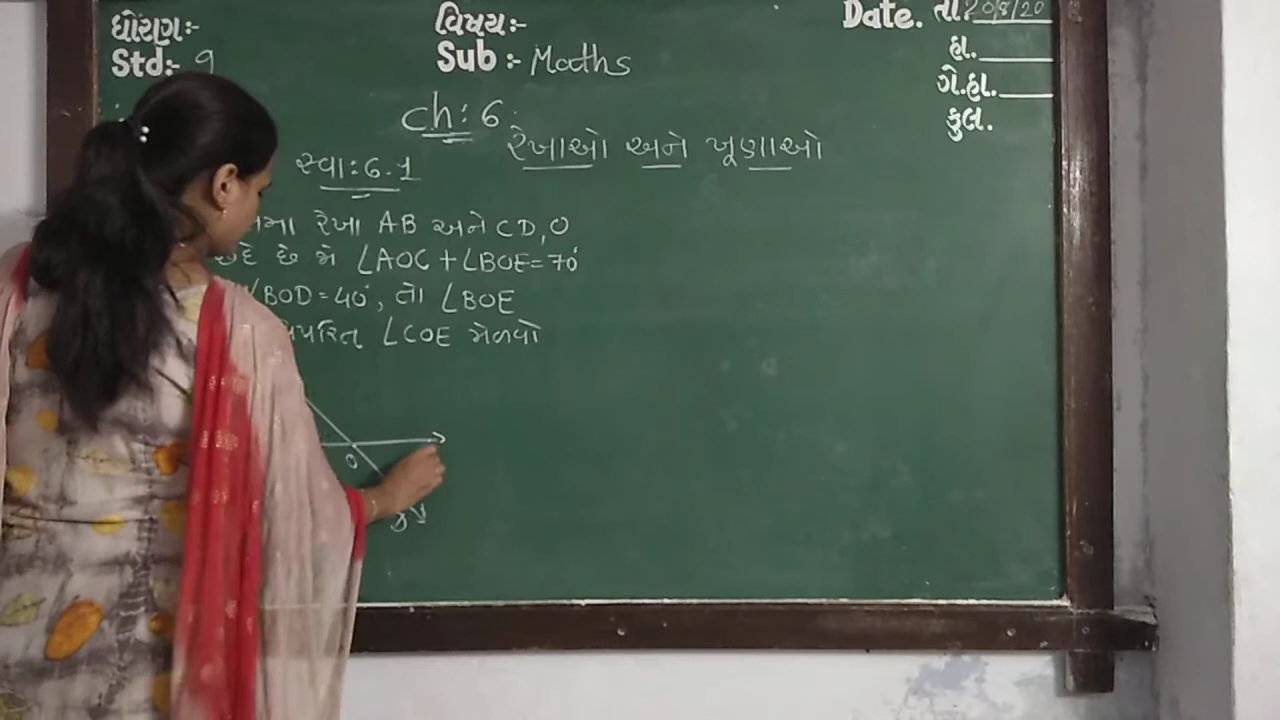 ધોરણ:-
Std:- 9
વિષય:-
Sub :- Maths
Date. તા. 20/8/20
હા.
ગે.હા.
કુલ.
ch: 6
રેખાઓ અને ખૂણાઓ
સ્વા: 6.1
રેખા AB અને CD, O
છેદે છે જો ∠AOC + ∠BOE = 70°
∠BOD = 40°, તો ∠BOE
∠COE મેળવો
O